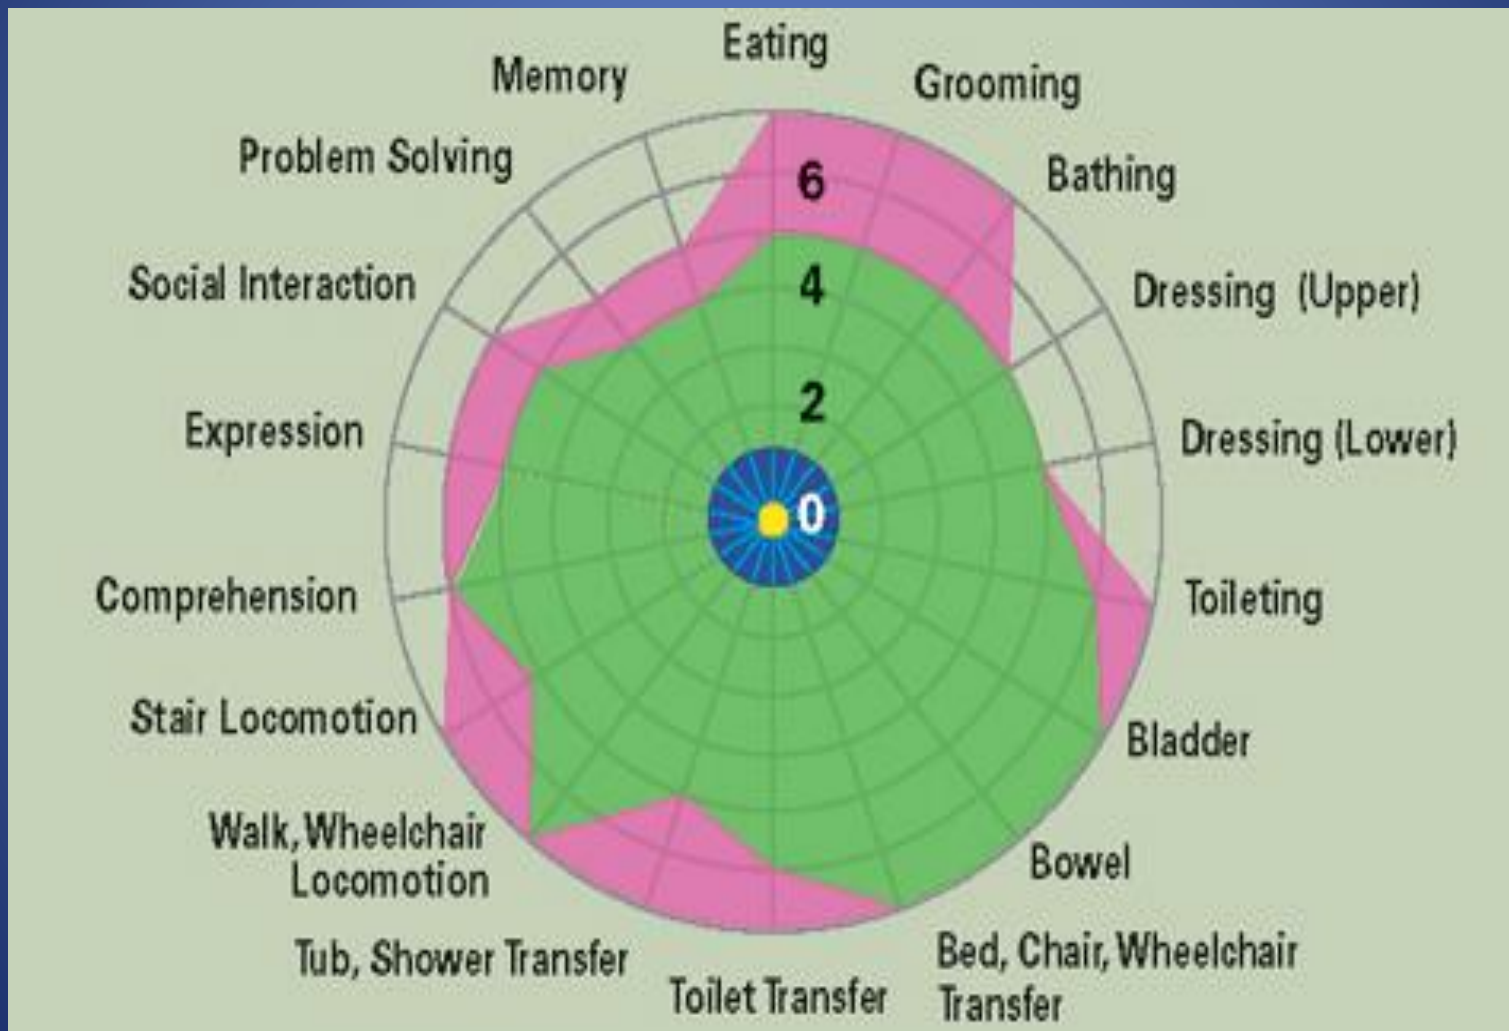 Eating
Grooming
Bathing
Dressing (Upper)
Dressing (Lower)
Toileting
Bladder
Bowel
Bed, Chair, Wheelchair
Transfer
Toilet Transfer
Tub, Shower Transfer
Walk, Wheelchair
Locomotion
Stair Locomotion
Comprehension
Expression
Social Interaction
Problem Solving
Memory
6
4
2
0